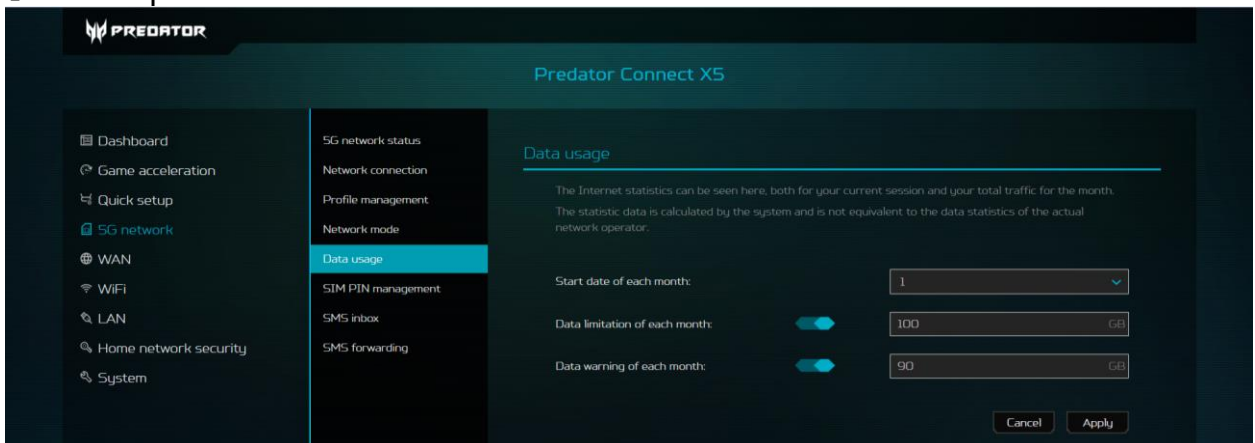 PREDATOR
Predator Connect X5
Dashboard
Game acceleration
Quick setup
5G network
WAN
WiFi
LAN
Home network security
System
5G network status
Network connection
Profile management
Network mode
Data usage
SIM PIN management
SMS inbox
SMS forwarding
Data usage
The Internet statistics can be seen here, both for your current session and your total traffic for the month.
The statistic data is calculated by the system and is not equivalent to the data statistics of the actual
network operator.
Start date of each month: 1
Data limitation of each month: 100 GB
Data warning of each month: 90 GB
Cancel Apply